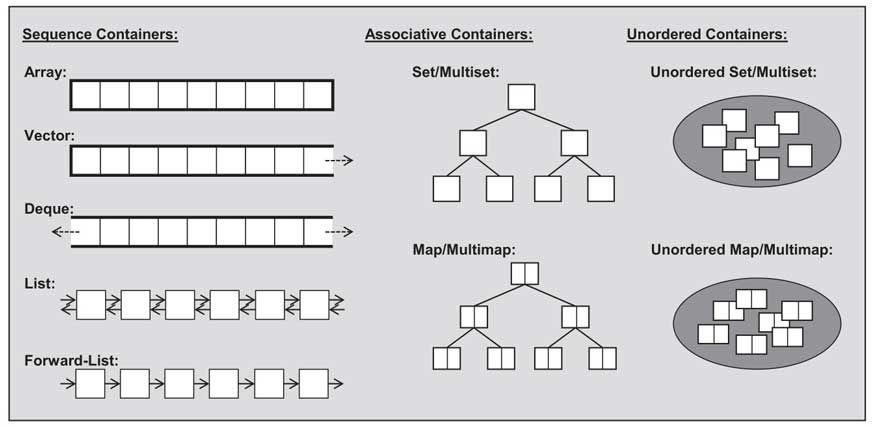 Sequence Containers:
Array:
Vector:
Deque:
List:
Forward-List:
Associative Containers:
Set/Multiset:
Map/Multimap:
Unordered Containers:
Unordered Set/Multiset:
Unordered Map/Multimap: